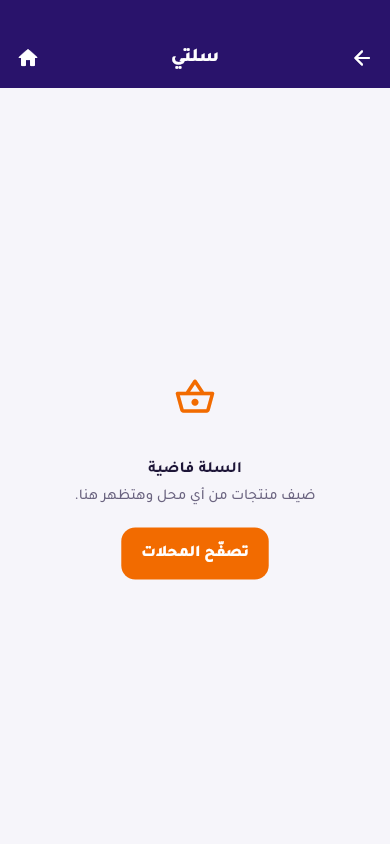 سلتي
السلة فاضية
ضيف منتجات من أي محل وهتظهر هنا.
تصفّح المحلات